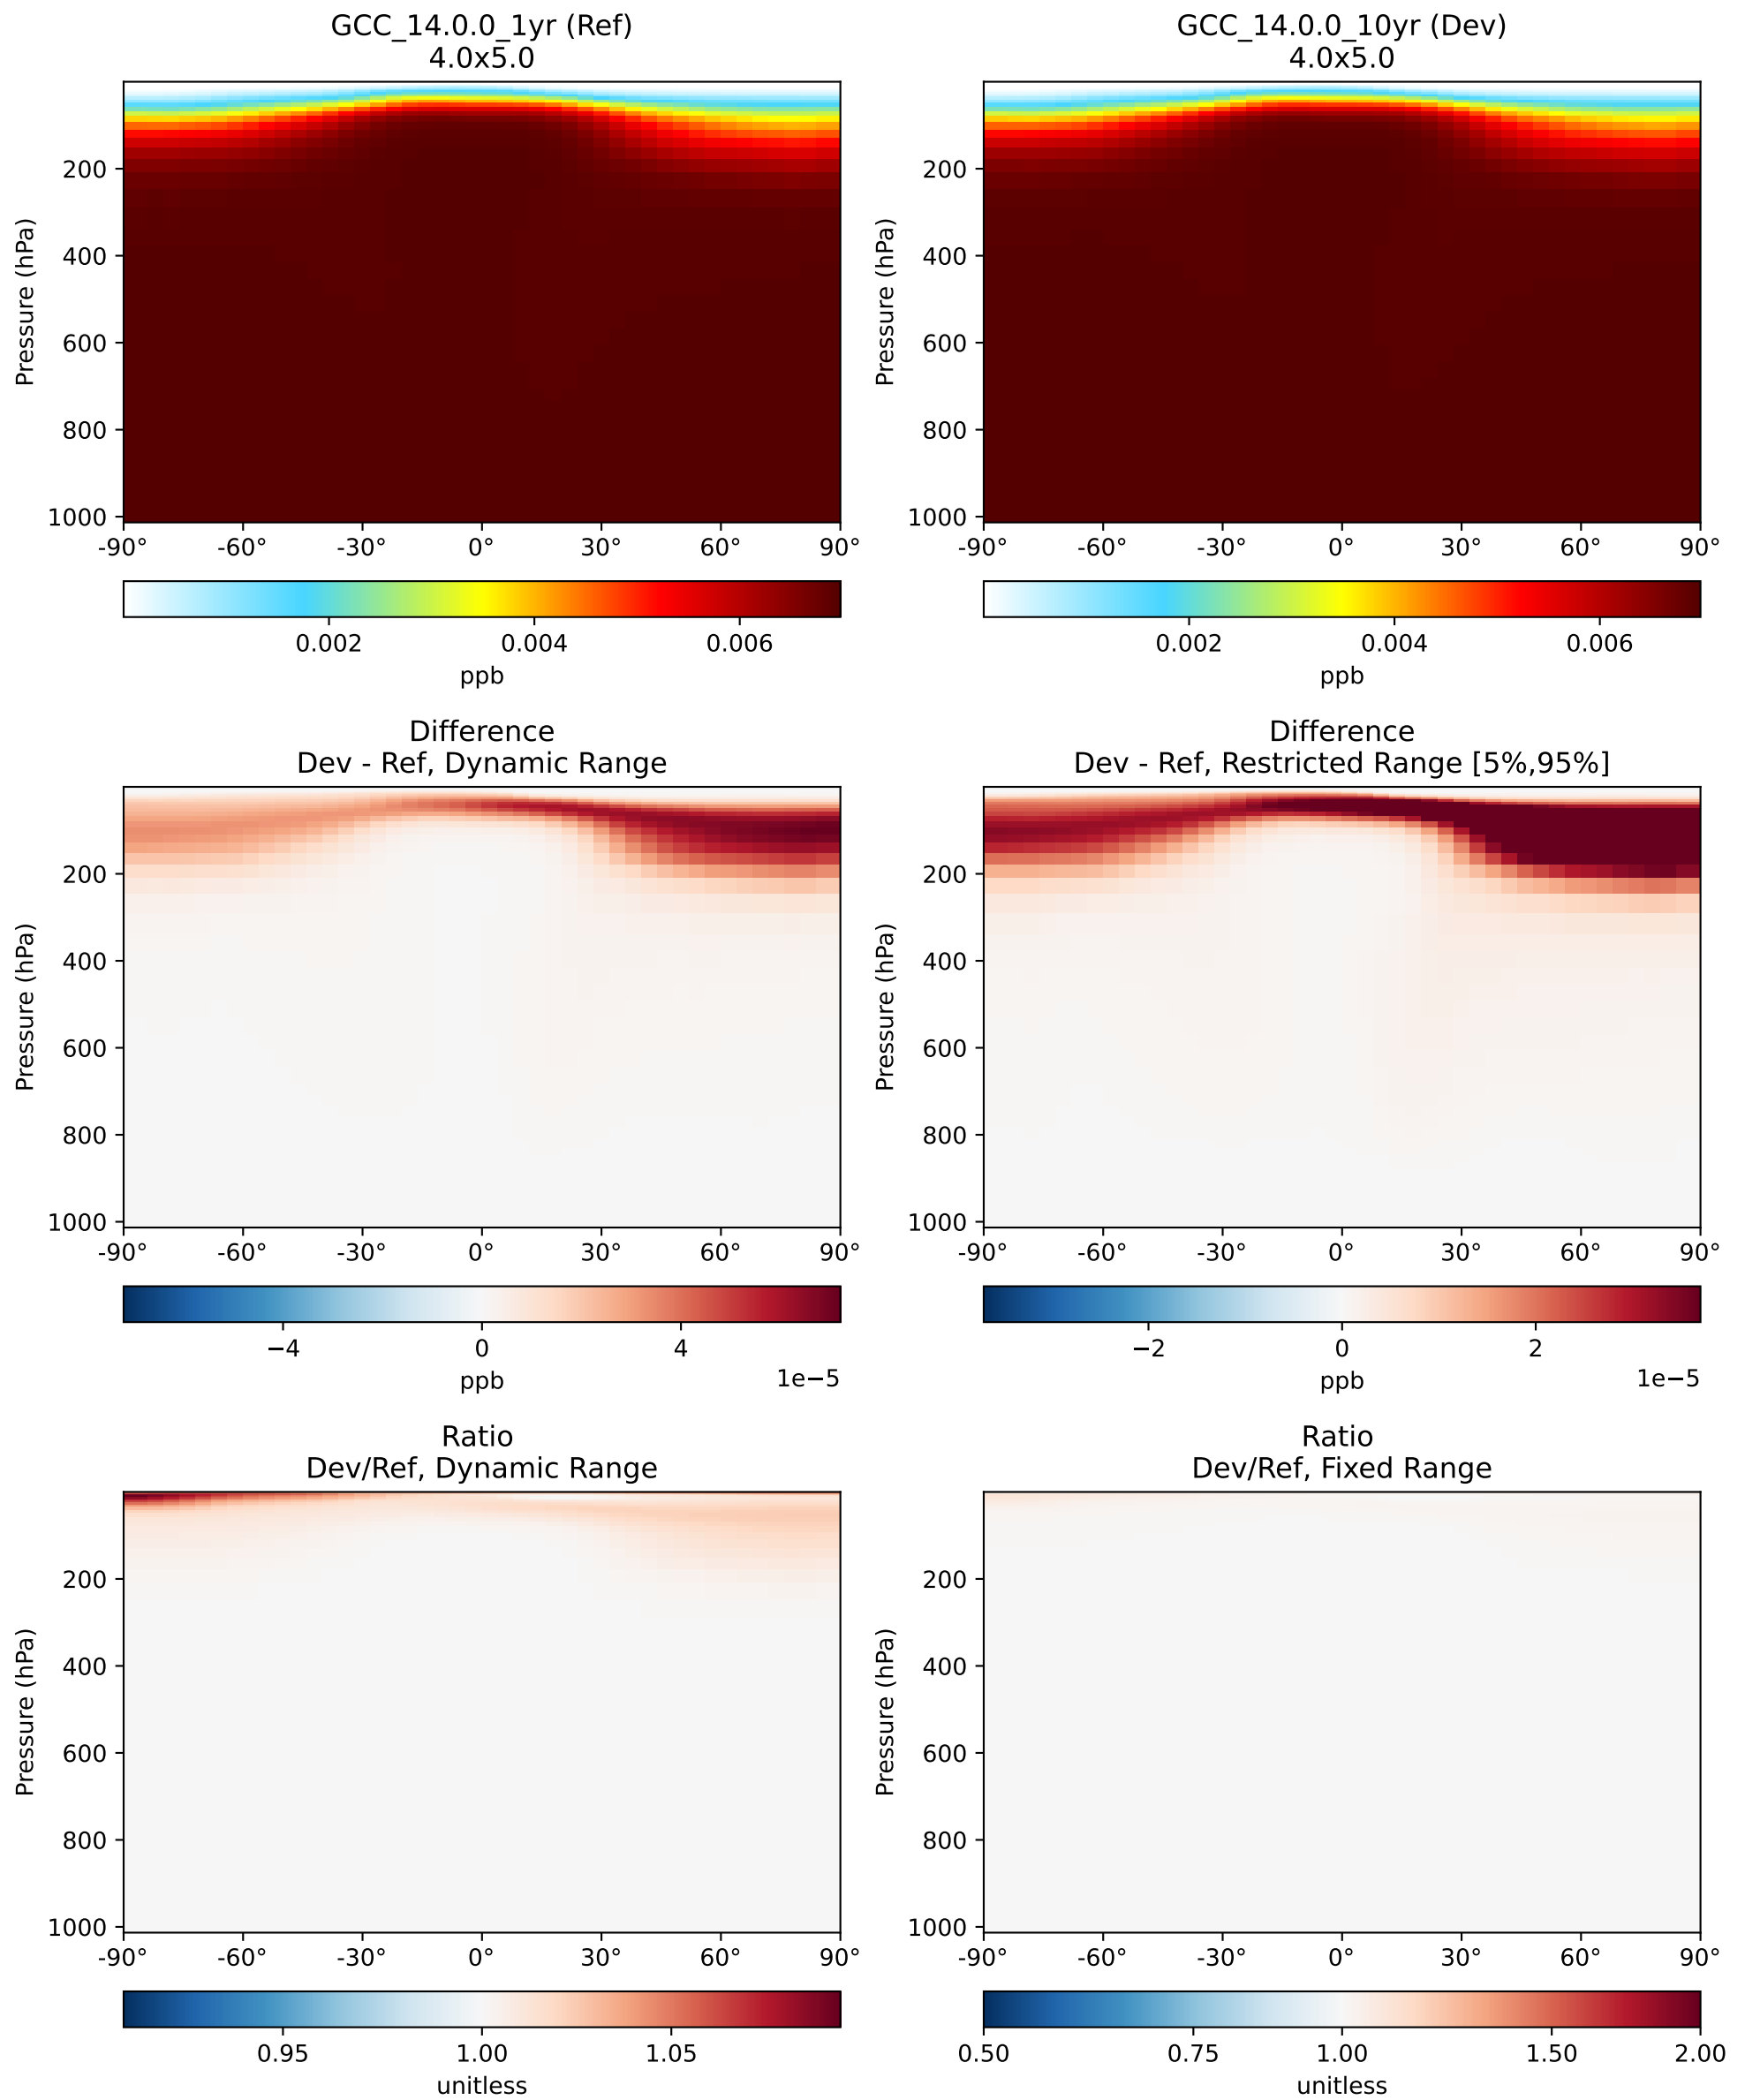 GCC_14.0.0_1yr (Ref)
4.0x5.0
Pressure (hPa)
200
400
600
800
1000
-90° -60° -30° 0° 30° 60° 90°
0.002 0.004 0.006
ppb
GCC_14.0.0_10yr (Dev)
4.0x5.0
Pressure (hPa)
200
400
600
800
1000
-90° -60° -30° 0° 30° 60° 90°
0.002 0.004 0.006
ppb
Difference
Dev - Ref, Dynamic Range
Pressure (hPa)
200
400
600
800
1000
-90° -60° -30° 0° 30° 60° 90°
−4 0 4
ppb 1e−5
Difference
Dev - Ref, Restricted Range [5%,95%]
Pressure (hPa)
200
400
600
800
1000
-90° -60° -30° 0° 30° 60° 90°
−2 0 2
ppb 1e−5
Ratio
Dev/Ref, Dynamic Range
Pressure (hPa)
200
400
600
800
1000
-90° -60° -30° 0° 30° 60° 90°
0.95 1.00 1.05
unitless
Ratio
Dev/Ref, Fixed Range
Pressure (hPa)
200
400
600
800
1000
-90° -60° -30° 0° 30° 60° 90°
0.50 0.75 1.00 1.50 2.00
unitless